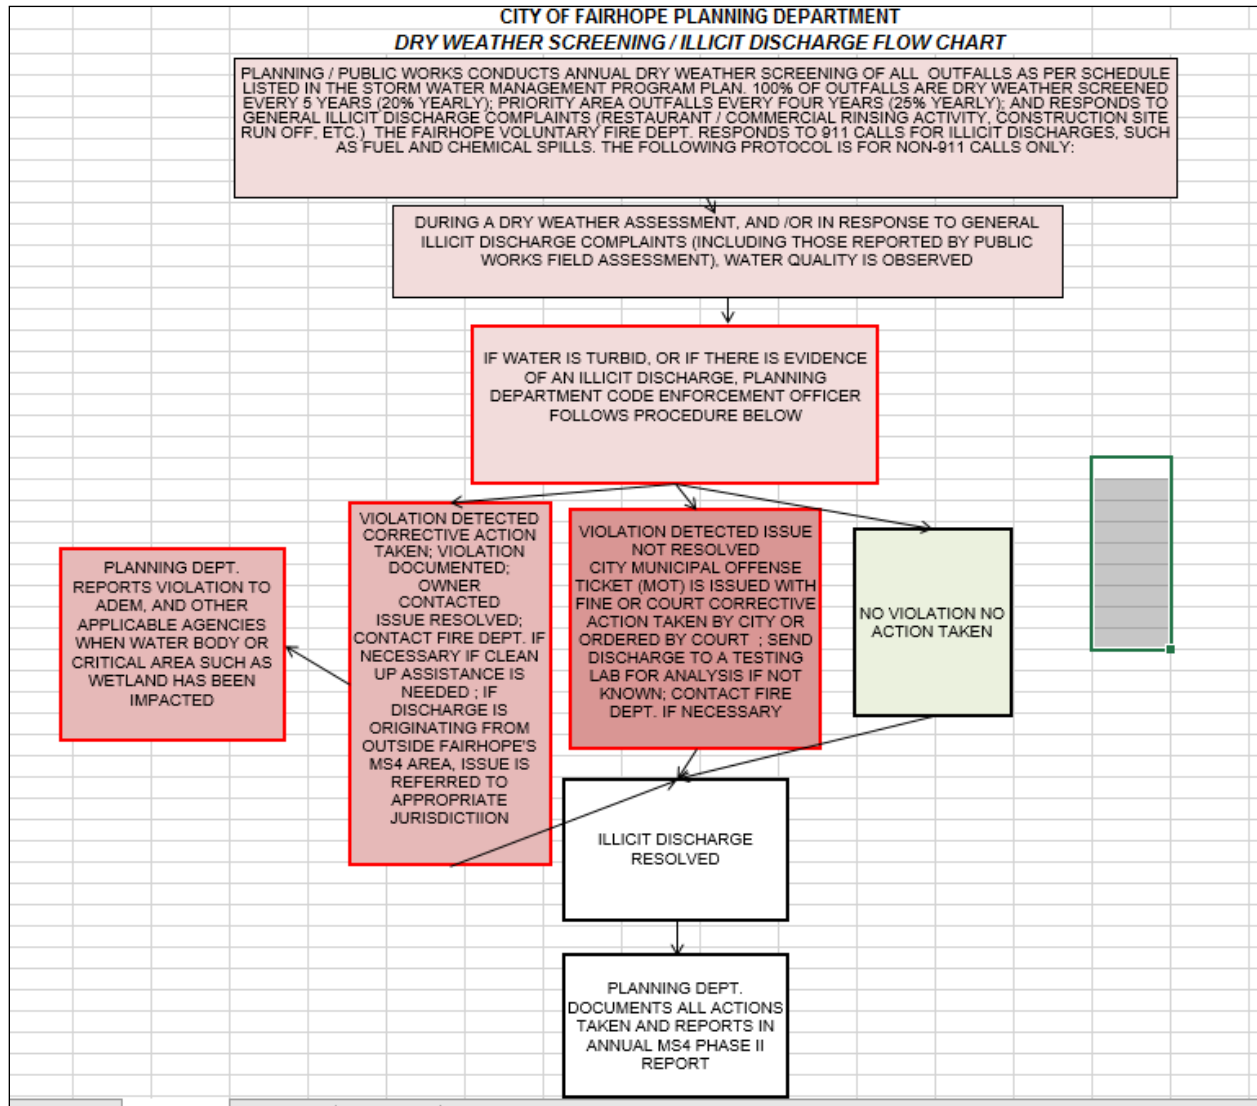 CITY OF FAIRHOPE PLANNING DEPARTMENT
DRY WEATHER SCREENING / ILLICIT DISCHARGE FLOW CHART
PLANNING / PUBLIC WORKS CONDUCTS ANNUAL DRY WEATHER SCREENING OF ALL OUTFALLS AS PER SCHEDULE
LISTED IN THE STORM WATER MANAGEMENT PROGRAM PLAN. 100% OF OUTFALLS ARE DRY WEATHER SCREENED
EVERY 5 YEARS (20% YEARLY); PRIORITY AREA OUTFALLS EVERY FOUR YEARS (25% YEARLY); AND RESPONDS TO
GENERAL ILLICIT DISCHARGE COMPLAINTS (RESTAURANT / COMMERCIAL RINSING ACTIVITY, CONSTRUCTION SITE
RUN OFF, ETC.) THE FAIRHOPE VOLUNTARY FIRE DEPT. RESPONDS TO 911 CALLS FOR ILLICIT DISCHARGES, SUCH
AS FUEL AND CHEMICAL SPILLS. THE FOLLOWING PROTOCOL IS FOR NON-911 CALLS ONLY:
DURING A DRY WEATHER ASSESSMENT, AND /OR IN RESPONSE TO GENERAL
ILLICIT DISCHARGE COMPLAINTS (INCLUDING THOSE REPORTED BY PUBLIC
WORKS FIELD ASSESSMENT), WATER QUALITY IS OBSERVED
IF WATER IS TURBID, OR IF THERE IS EVIDENCE
OF AN ILLICIT DISCHARGE, PLANNING
DEPARTMENT CODE ENFORCEMENT OFFICER
FOLLOWS PROCEDURE BELOW
PLANNING DEPT.
REPORTS VIOLATION TO
ADEM, AND OTHER
APPLICABLE AGENCIES
WHEN WATER BODY OR
CRITICAL AREA SUCH AS
WETLAND HAS BEEN
IMPACTED
VIOLATION DETECTED
CORRECTIVE ACTION
TAKEN; VIOLATION
DOCUMENTED;
OWNER
CONTACTED
ISSUE RESOLVED;
CONTACT FIRE DEPT. IF
NECESSARY IF CLEAN
UP ASSISTANCE IS
NEEDED ; IF
DISCHARGE IS
ORIGINATING FROM
OUTSIDE FAIRHOPE'S
MS4 AREA, ISSUE IS
REFERRED TO
APPROPRIATE
JURISDICTIION
VIOLATION DETECTED ISSUE
NOT RESOLVED
CITY MUNICIPAL OFFENSE
TICKET (MOT) IS ISSUED WITH
FINE OR COURT CORRECTIVE
ACTION TAKEN BY CITY OR
ORDERED BY COURT ; SEND
DISCHARGE TO A TESTING
LAB FOR ANALYSIS IF NOT
KNOWN; CONTACT FIRE
DEPT. IF NECESSARY
NO VIOLATION NO
ACTION TAKEN
ILLICIT DISCHARGE
RESOLVED
PLANNING DEPT.
DOCUMENTS ALL ACTIONS
TAKEN AND REPORTS IN
ANNUAL MS4 PHASE II
REPORT